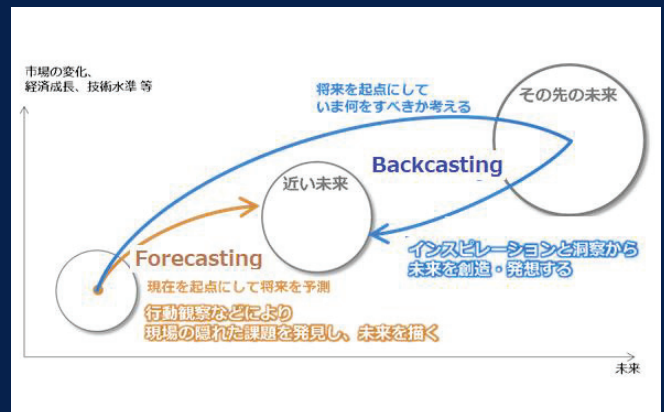 市場の変化、
経済成長、技術水準 等
将来を起点にして
いま何をすべきか考える
その先の未来
近い未来
Backcasting
インスピレーションと洞察から
未来を創造・発想する
Forecasting
現在を起点にして将来を予測
行動観察などにより
現場の隠れた課題を発見し、未来を描く
未来